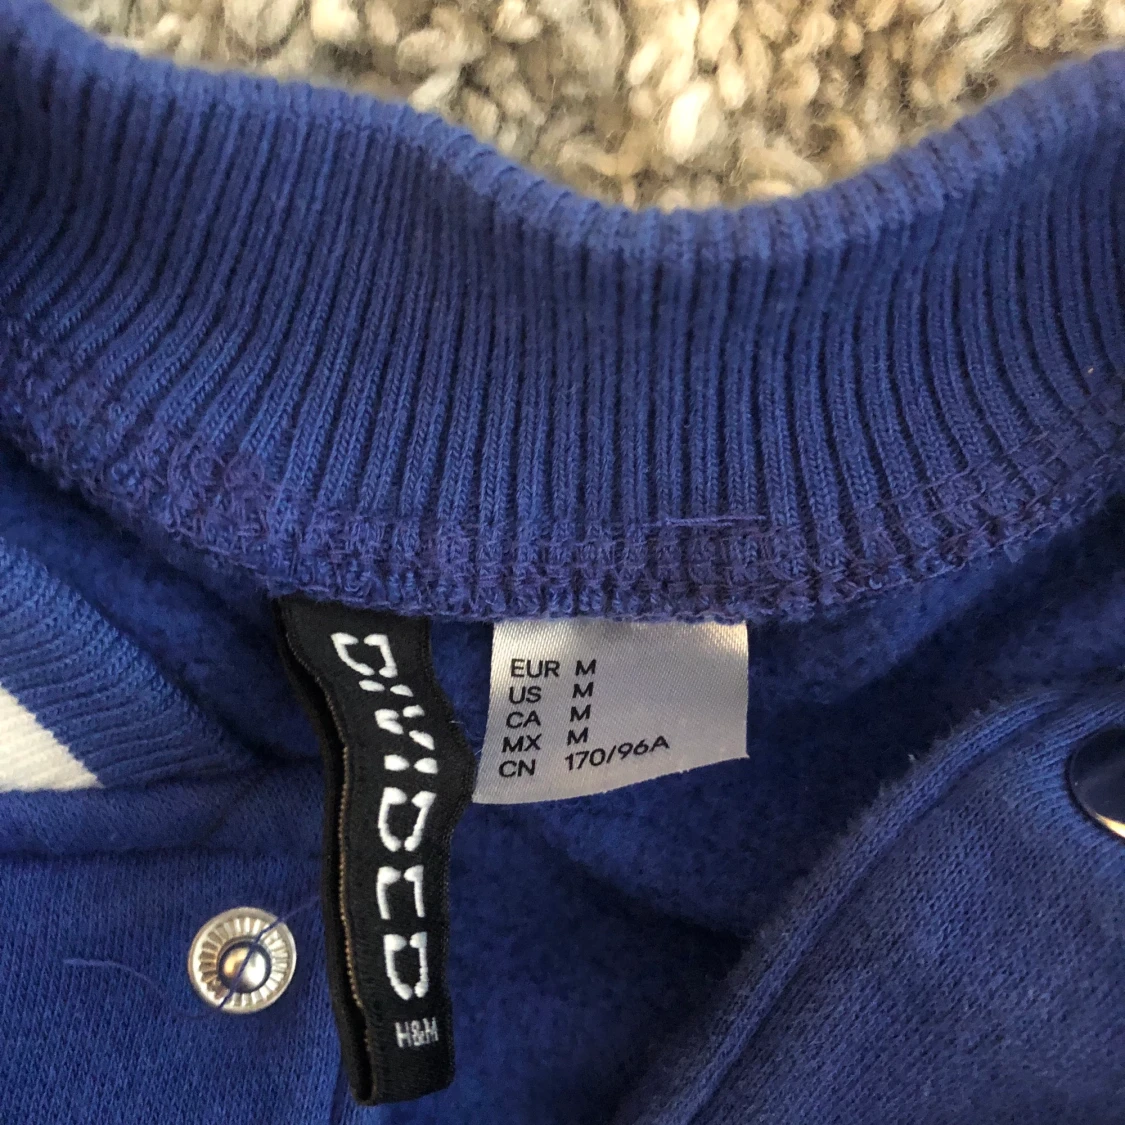 DIVIDED
H&M
EUR M
US M
CA M
MX M
CN 170/96A